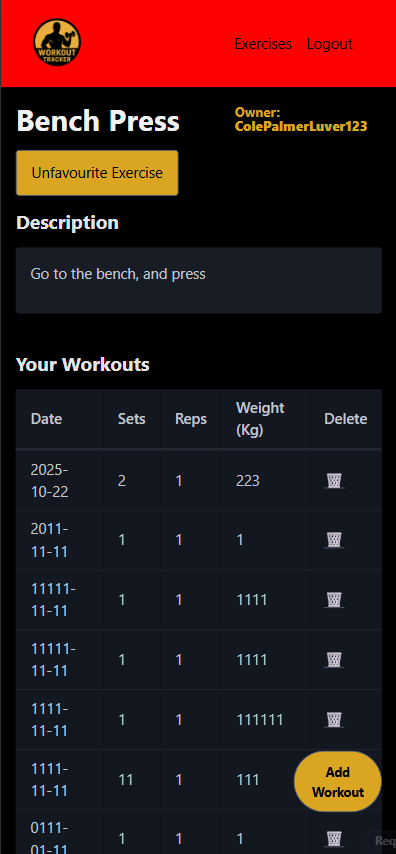 WORKOUT
TRACKER
Exercises Logout
Bench Press
Owner:
ColePalmerLuver123
Unfavourite Exercise
Description
Go to the bench, and press
Your Workouts
Date Sets Reps Weight (Kg) Delete
2025-10-22 2 1 223
2011-11-11 1 1 1
11111-11-11 1 1 1111
11111-11-11 1 1 1111
1111-11-11 1 1 111111
1111-11-11 11 1 111
Add
Workout
0111-01-11 1 1 1
Req